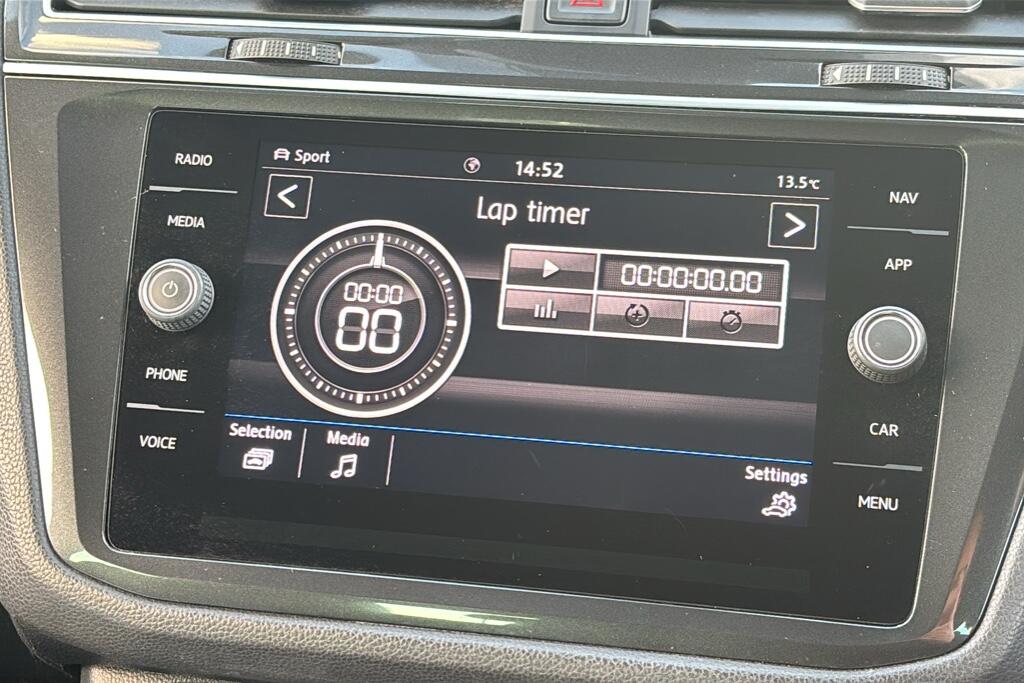 RADIO
MEDIA
PHONE
VOICE
Sport
14:52
13.5°C
<
Lap timer
>
00:00
00
00:00:00.00
Selection
Media
Settings
NAV
APP
CAR
MENU